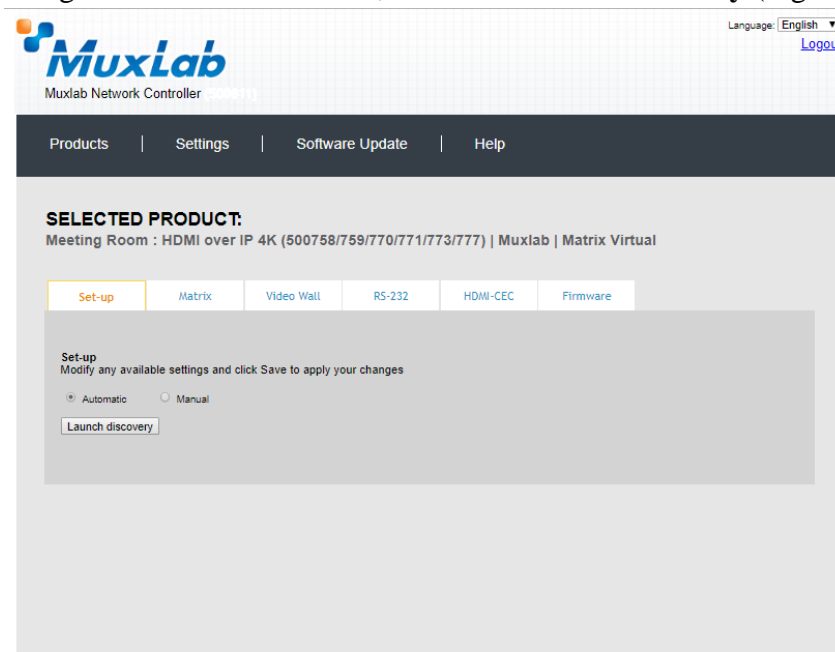 Language: English
Logou
MuxLab
Muxlab Network Controller
Products | Settings | Software Update | Help
SELECTED PRODUCT:
Meeting Room : HDMI over IP 4K (500758/759/770/771/773/777) | Muxlab | Matrix Virtual
Set-up Matrix Video Wall RS-232 HDMI-CEC Firmware
Set-up
Modify any available settings and click Save to apply your changes
Automatic Manual
Launch discovery